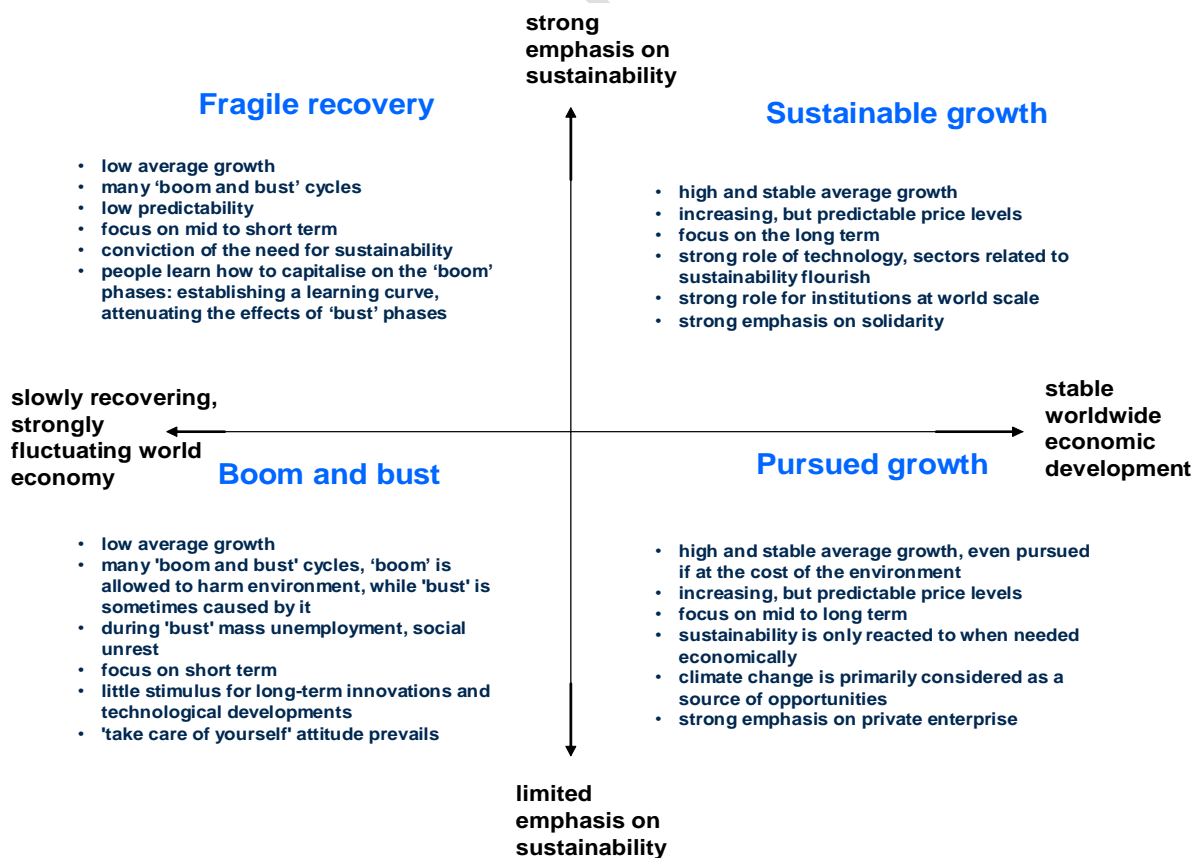 strong
emphasis on
sustainability
Fragile recovery
• low average growth
• many ‘boom and bust’ cycles
• low predictability
• focus on mid to short term
• conviction of the need for sustainability
• people learn how to capitalise on the ‘boom’
phases: establishing a learning curve,
attenuating the effects of ‘bust’ phases
Sustainable growth
• high and stable average growth
• increasing, but predictable price levels
• focus on the long term
• strong role of technology, sectors related to
sustainability flourish
• strong role for institutions at world scale
• strong emphasis on solidarity
slowly recovering,
strongly
fluctuating world
economy
stable
worldwide
economic
development
Boom and bust
• low average growth
• many 'boom and bust' cycles, ‘boom’ is
allowed to harm environment, while 'bust' is
sometimes caused by it
• during 'bust' mass unemployment, social
unrest
• focus on short term
• little stimulus for long-term innovations and
technological developments
• 'take care of yourself' attitude prevails
Pursued growth
• high and stable average growth, even pursued
if at the cost of the environment
• increasing, but predictable price levels
• focus on mid to long term
• sustainability is only reacted to when needed
economically
• climate change is primarily considered as a
source of opportunities
• strong emphasis on private enterprise
limited
emphasis on
sustainability